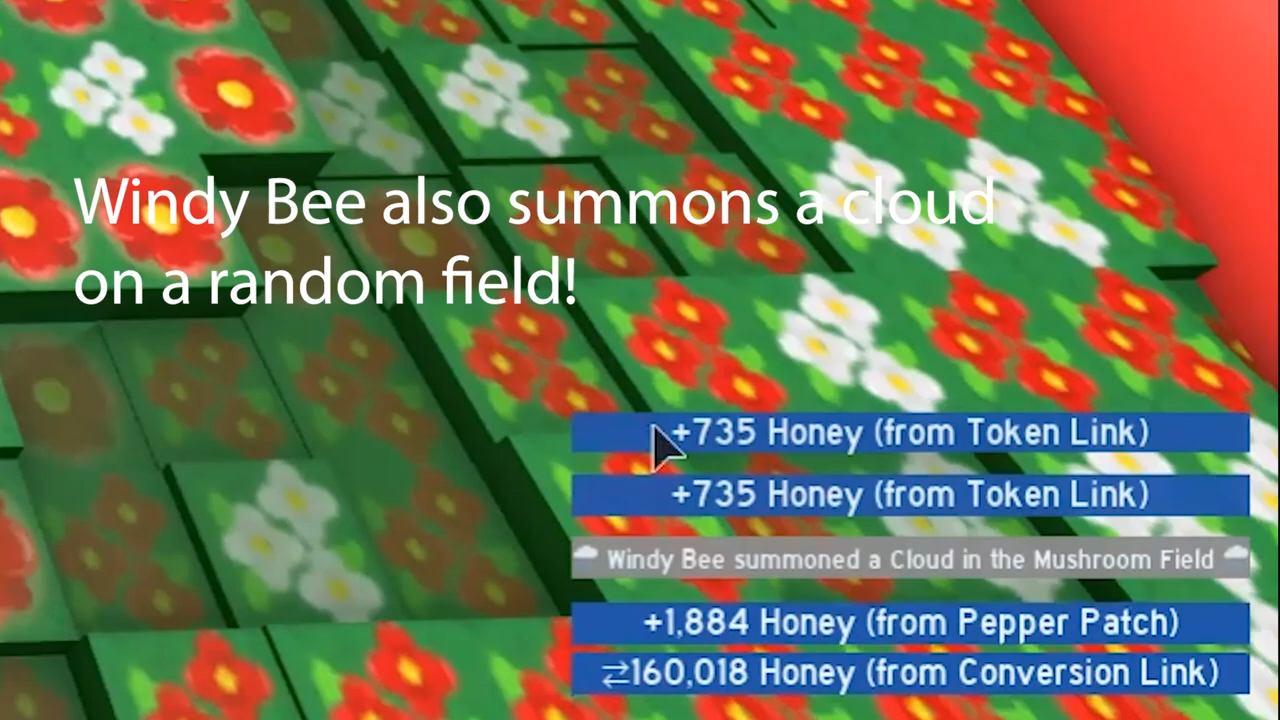 Windy Bee also summons a cloud
on a random field!
+735 Honey (from Token Link)
+735 Honey (from Token Link)
Windy Bee summoned a Cloud in the Mushroom Field
+1,884 Honey (from Pepper Patch)
⇄160,018 Honey (from Conversion Link)